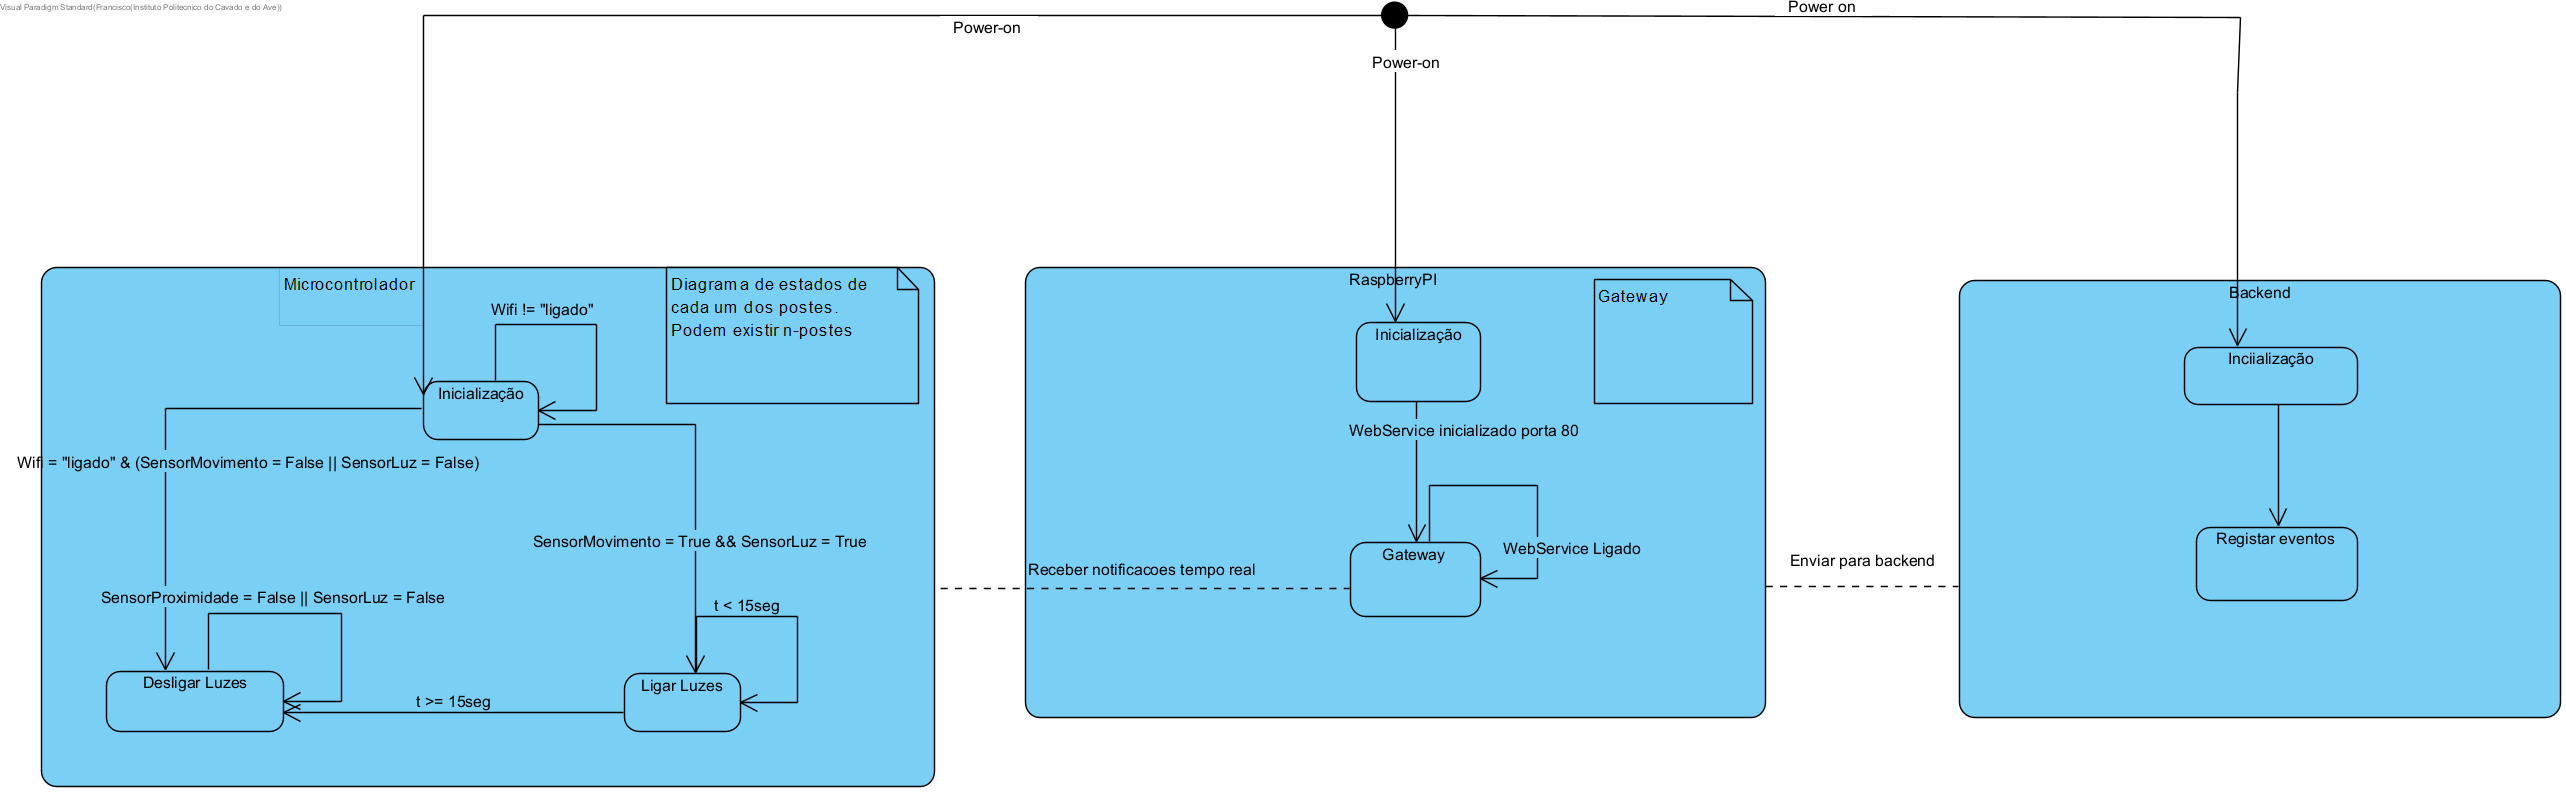 Visual Paradigm Standard(Francisco(Instituto Politecnico do Cavado e do Ave))
Power-on
Power-on
Power on
Microcontrolador
Diagrama de estados de
cada um dos postes.
Podem existir n-postes
Wifi != "ligado"
Inicialização
Wifi = "ligado" & (SensorMovimento = False || SensorLuz = False)
SensorMovimento = True && SensorLuz = True
SensorProximidade = False || SensorLuz = False
t < 15seg
Desligar Luzes
Ligar Luzes
t >= 15seg
RaspberryPI
Gateway
Inicialização
WebService inicializado porta 80
Gateway
WebService Ligado
Receber notificacoes tempo real
Enviar para backend
Backend
Inciialização
Registar eventos